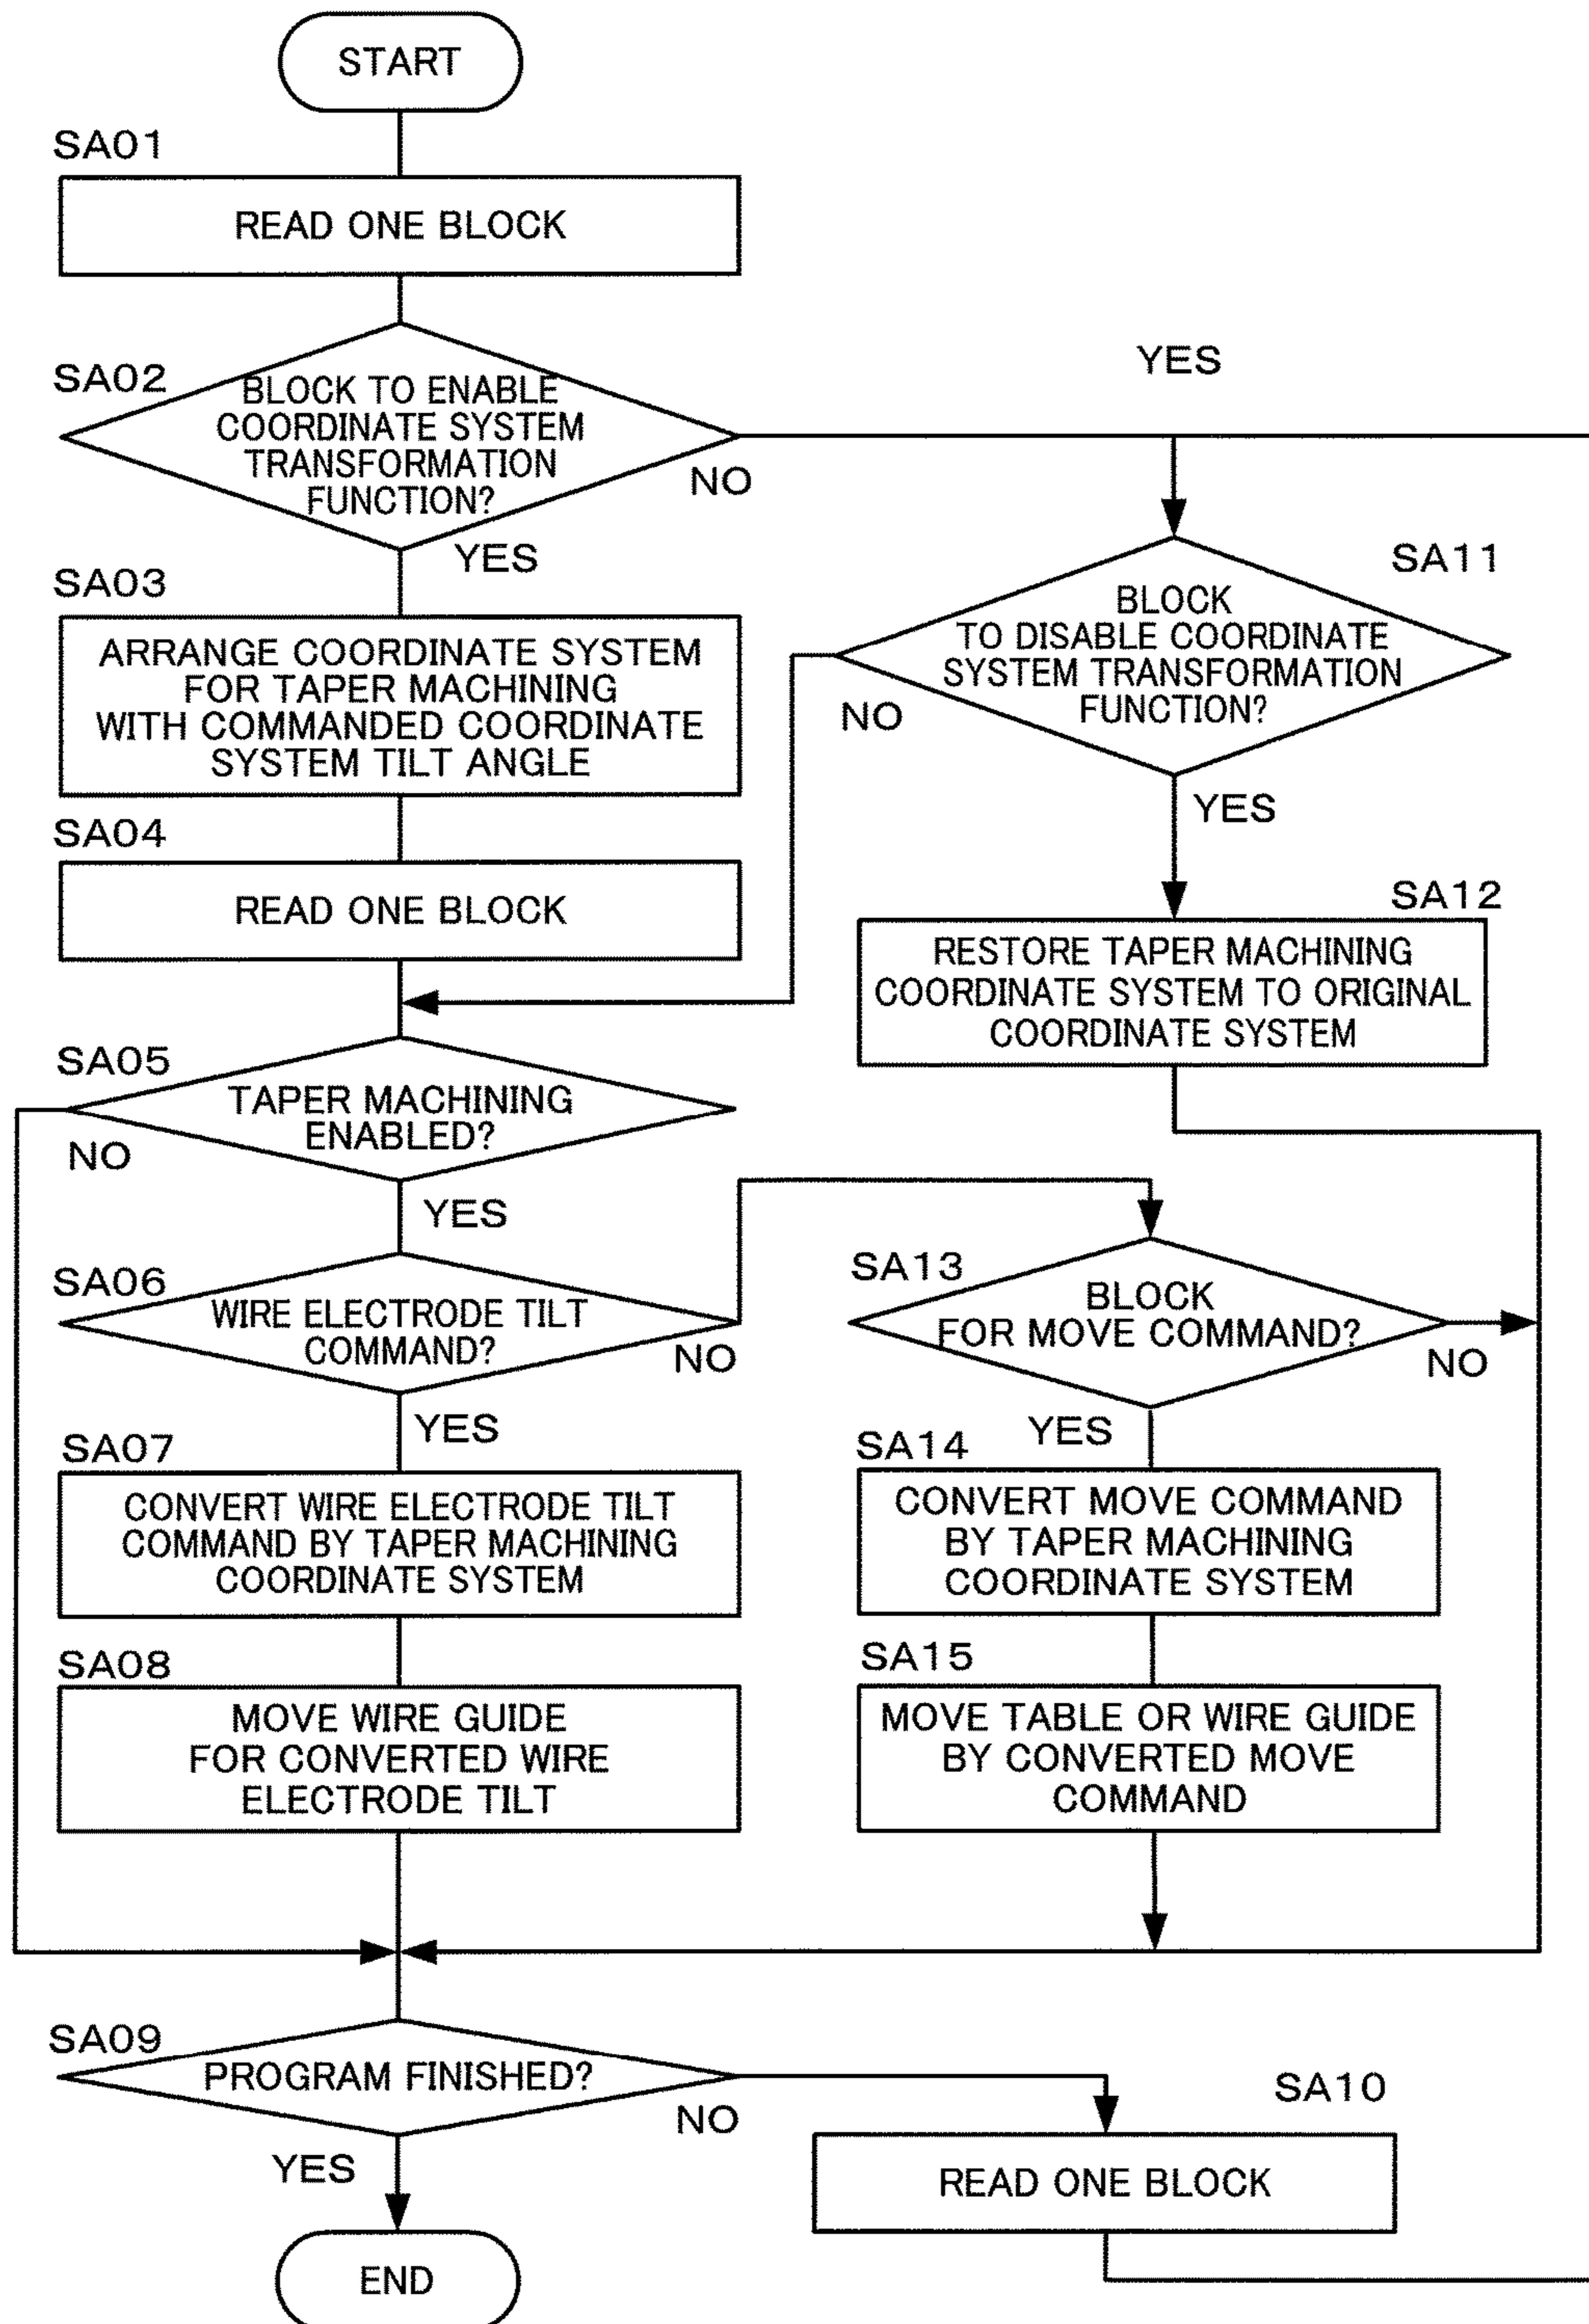 START
SA01
READ ONE BLOCK
SA02
BLOCK TO ENABLE
COORDINATE SYSTEM
TRANSFORMATION
FUNCTION?
NO
YES
YES
SA03
ARRANGE COORDINATE SYSTEM
FOR TAPER MACHINING
WITH COMMANDED COORDINATE
SYSTEM TILT ANGLE
SA04
READ ONE BLOCK
SA11
BLOCK
TO DISABLE COORDINATE
SYSTEM TRANSFORMATION
FUNCTION?
NO
YES
SA12
RESTORE TAPER MACHINING
COORDINATE SYSTEM TO ORIGINAL
COORDINATE SYSTEM
SA05
TAPER MACHINING
ENABLED?
NO
YES
SA06
WIRE ELECTRODE TILT
COMMAND?
NO
YES
SA13
BLOCK
FOR MOVE COMMAND?
NO
YES
SA07
CONVERT WIRE ELECTRODE TILT
COMMAND BY TAPER MACHINING
COORDINATE SYSTEM
SA14
CONVERT MOVE COMMAND
BY TAPER MACHINING
COORDINATE SYSTEM
SA08
MOVE WIRE GUIDE
FOR CONVERTED WIRE
ELECTRODE TILT
SA15
MOVE TABLE OR WIRE GUIDE
BY CONVERTED MOVE
COMMAND
SA09
PROGRAM FINISHED?
NO
YES
SA10
READ ONE BLOCK
END